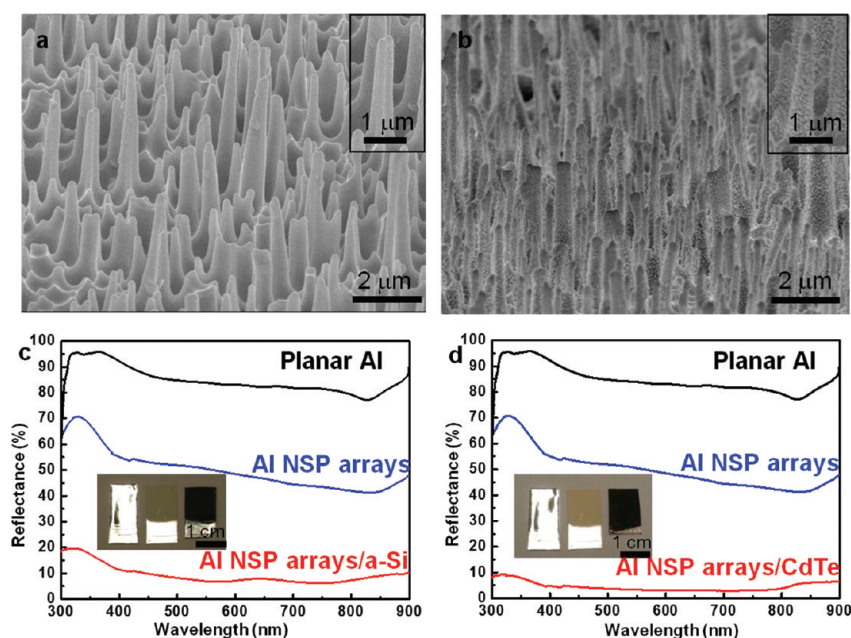 a
1 μm
2 μm
b
1 μm
2 μm
c
100
90
80
70
60
50
40
30
20
10
0
Reflectance (%)
Planar Al
Al NSP arrays
1 cm
Al NSP arrays/a-Si
300 400 500 600 700 800 900
Wavelength (nm)
d
100
90
80
70
60
50
40
30
20
10
0
Reflectance (%)
Planar Al
Al NSP arrays
1 cm
Al NSP arrays/CdTe
300 400 500 600 700 800 900
Wavelength (nm)